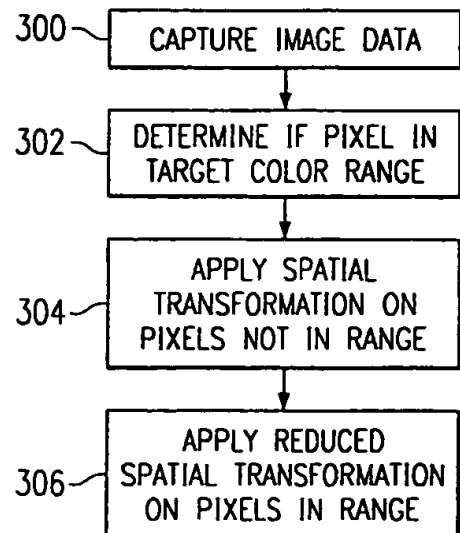 300
CAPTURE IMAGE DATA
302
DETERMINE IF PIXEL IN
TARGET COLOR RANGE
304
APPLY SPATIAL
TRANSFORMATION ON
PIXELS NOT IN RANGE
306
APPLY REDUCED
SPATIAL TRANSFORMATION
ON PIXELS IN RANGE